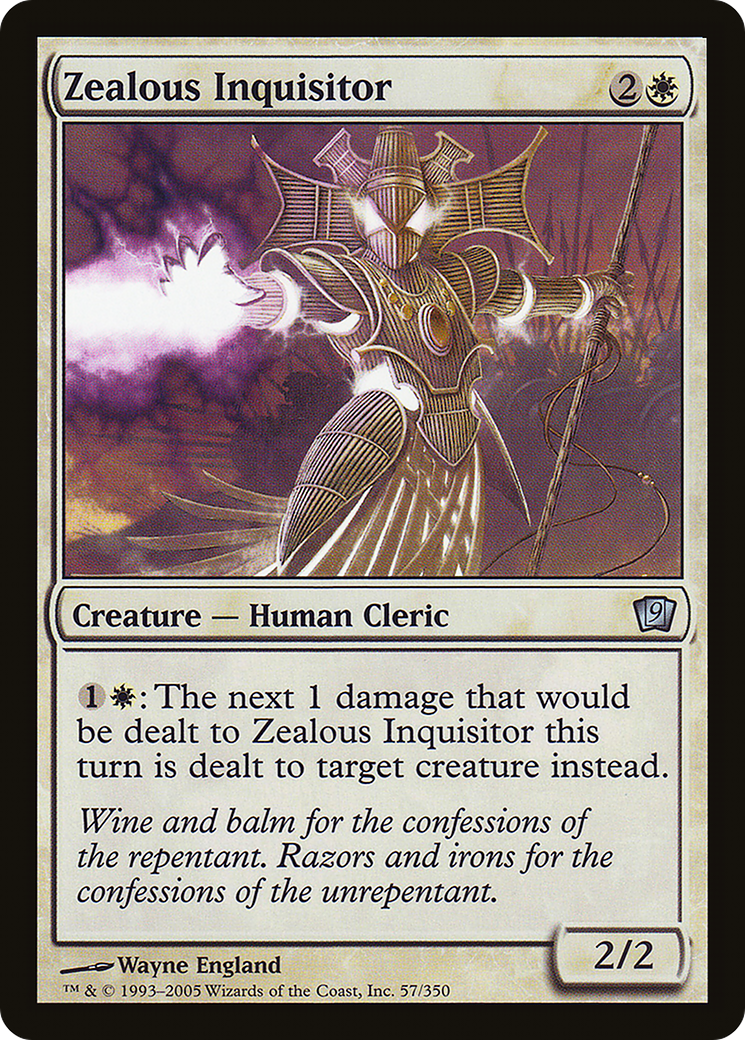 Zealous Inquisitor 2
Creature — Human Cleric 9
1 : The next 1 damage that would
be dealt to Zealous Inquisitor this
turn is dealt to target creature instead.
Wine and balm for the confessions of
the repentant. Razors and irons for the
confessions of the unrepentant.
2/2
Wayne England
™ & © 1993–2005 Wizards of the Coast, Inc. 57/350